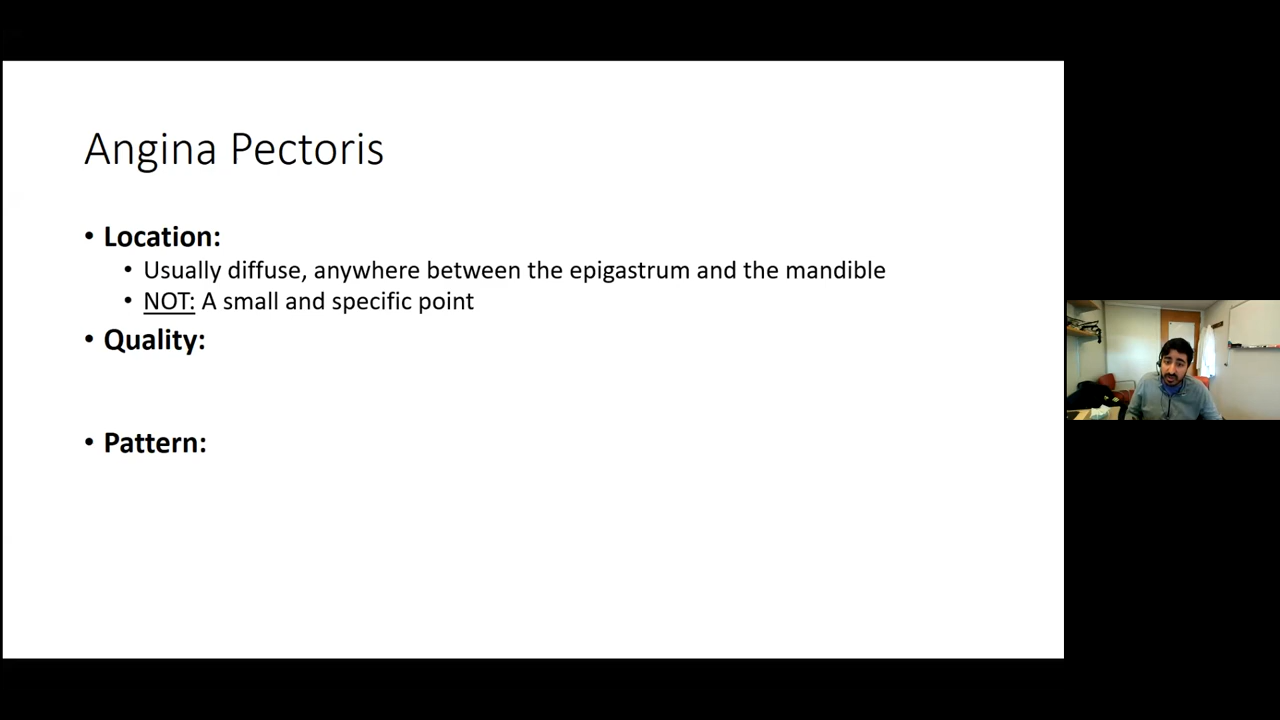 Angina Pectoris
• Location:
• Usually diffuse, anywhere between the epigastrum and the mandible
• NOT: A small and specific point
• Quality:
• Pattern: